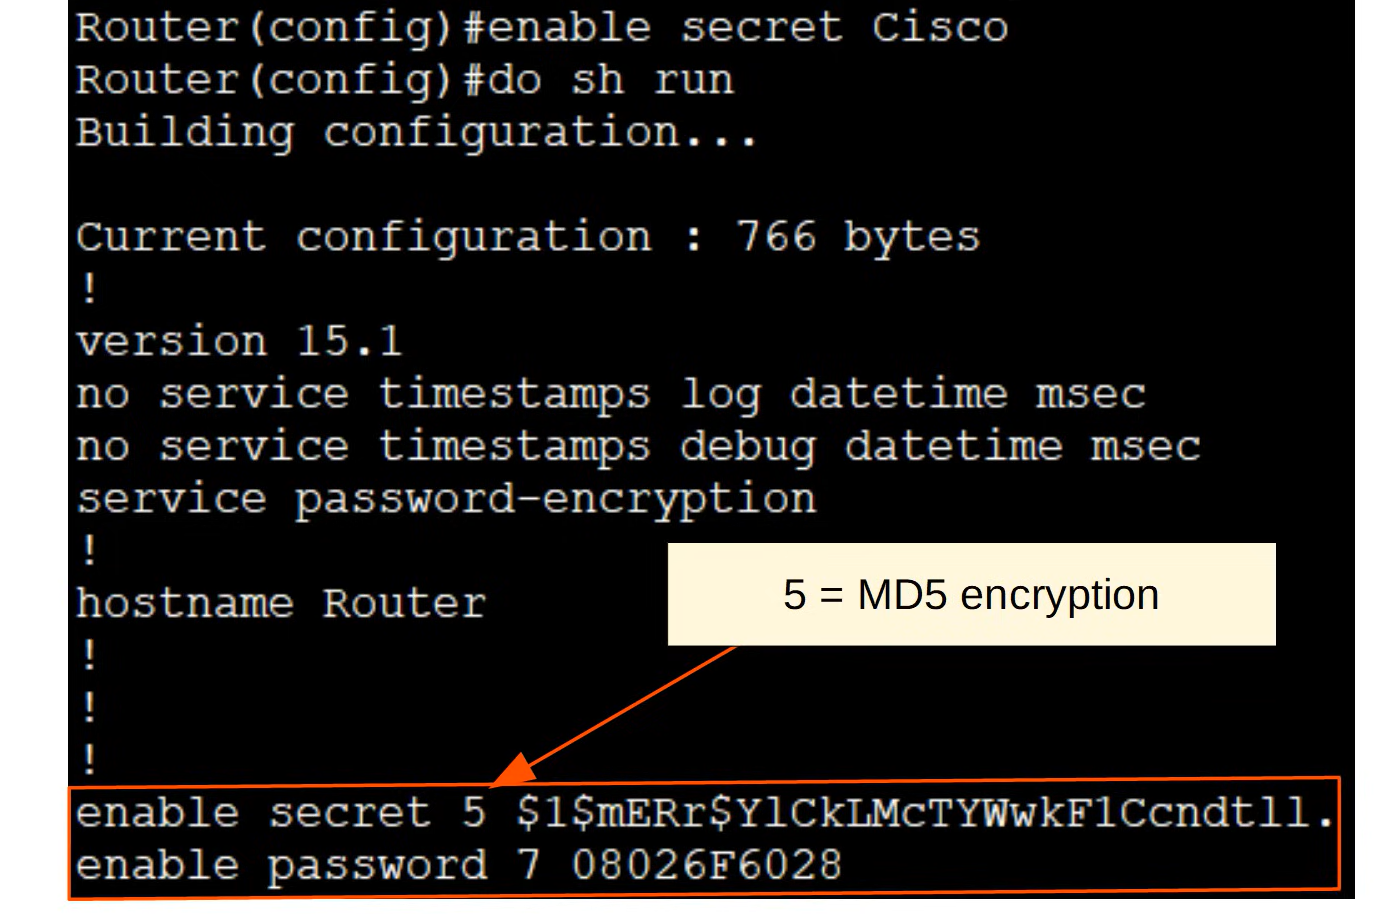 Router(config)#enable secret Cisco
Router(config)#do sh run
Building configuration...
Current configuration : 766 bytes
!
version 15.1
no service timestamps log datetime msec
no service timestamps debug datetime msec
service password-encryption
!
hostname Router
5 = MD5 encryption
!
!
!
enable secret 5 $1$mERr$YlCkLMcTYWwkF1Ccndtll.
enable password 7 08026F6028